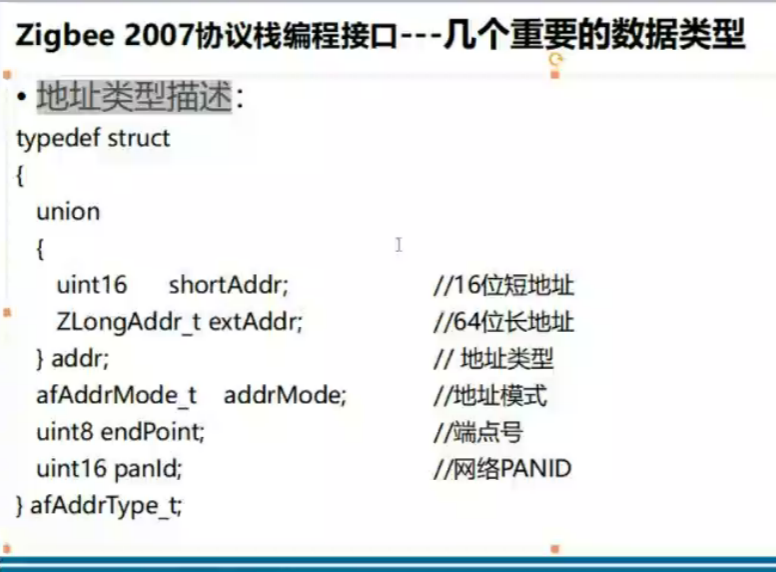 Zigbee 2007协议栈编程接口---几个重要的数据类型
• 地址类型描述：
typedef struct
{
union
{
uint16 shortAddr; //16位短地址
ZLongAddr_t extAddr; //64位长地址
} addr; // 地址类型
afAddrMode_t addrMode; //地址模式
uint8 endPoint; //端点号
uint16 panId; //网络PANID
} afAddrType_t;